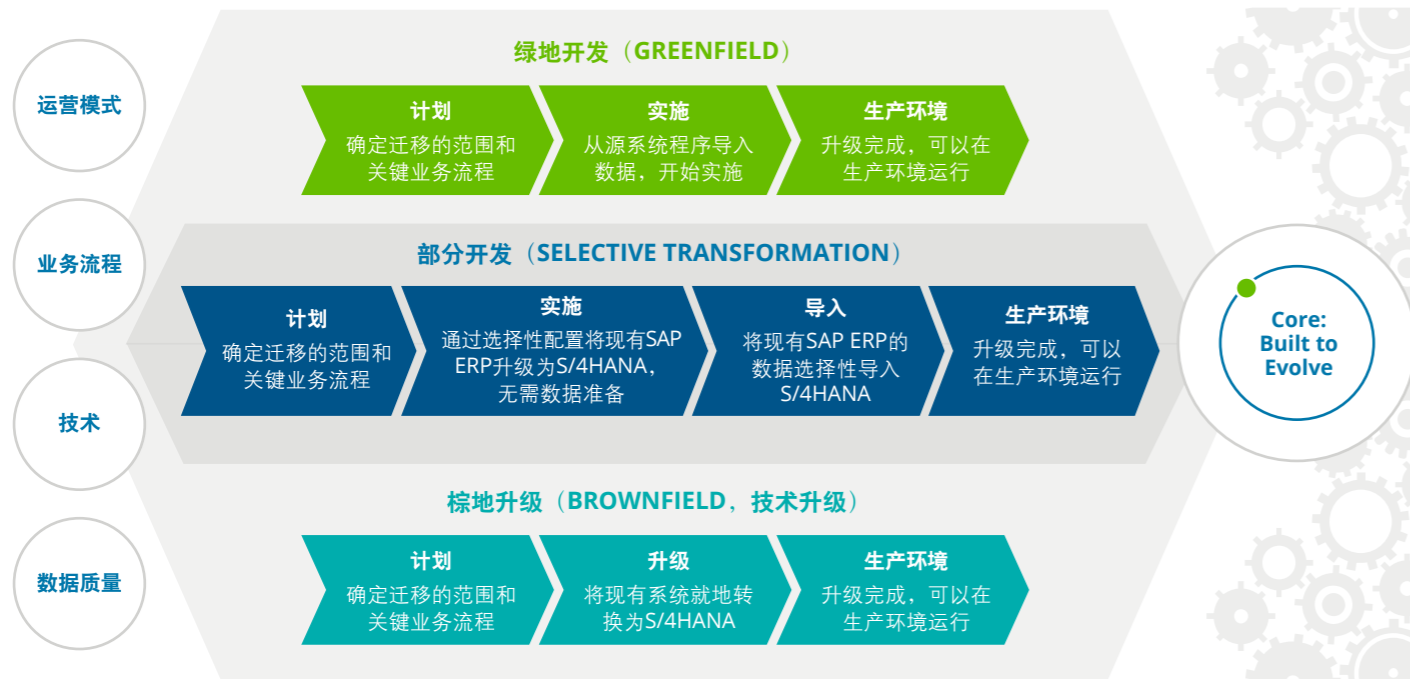 运营模式
业务流程
技术
数据质量
绿地开发（GREENFIELD）
计划
确定迁移的范围和
关键业务流程
实施
从源系统程序导入
数据，开始实施
生产环境
升级完成，可以在
生产环境运行
部分开发（SELECTIVE TRANSFORMATION）
计划
确定迁移的范围和
关键业务流程
实施
通过选择性配置将现有SAP
ERP升级为S/4HANA，
无需数据准备
导入
将现有SAP ERP的
数据选择性导入
S/4HANA
生产环境
升级完成，可以
在生产环境运行
棕地升级（BROWNFIELD，技术升级）
计划
确定迁移的范围和
关键业务流程
升级
将现有系统就地转
换为S/4HANA
生产环境
升级完成，可以在
生产环境运行
Core:
Built to
Evolve